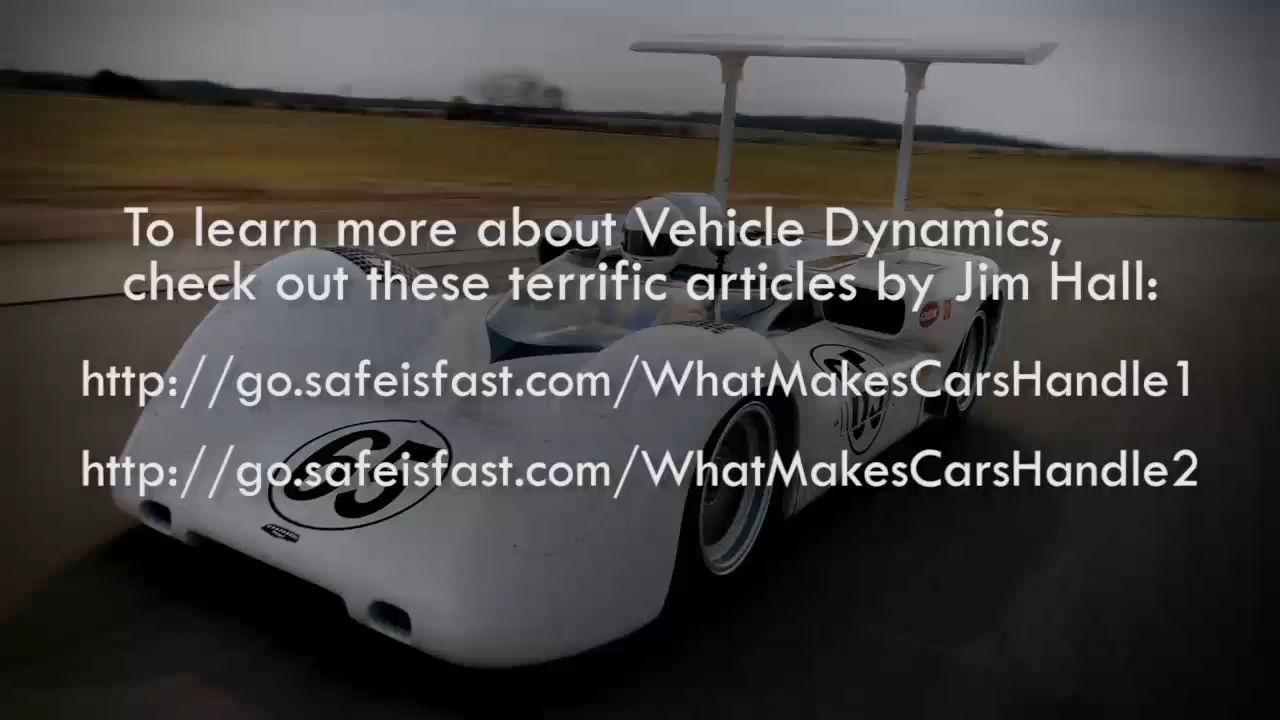 To learn more about Vehicle Dynamics,
check out these terrific articles by Jim Hall:
http://go.safeisfast.com/WhatMakesCarsHandle1
http://go.safeisfast.com/WhatMakesCarsHandle2
65